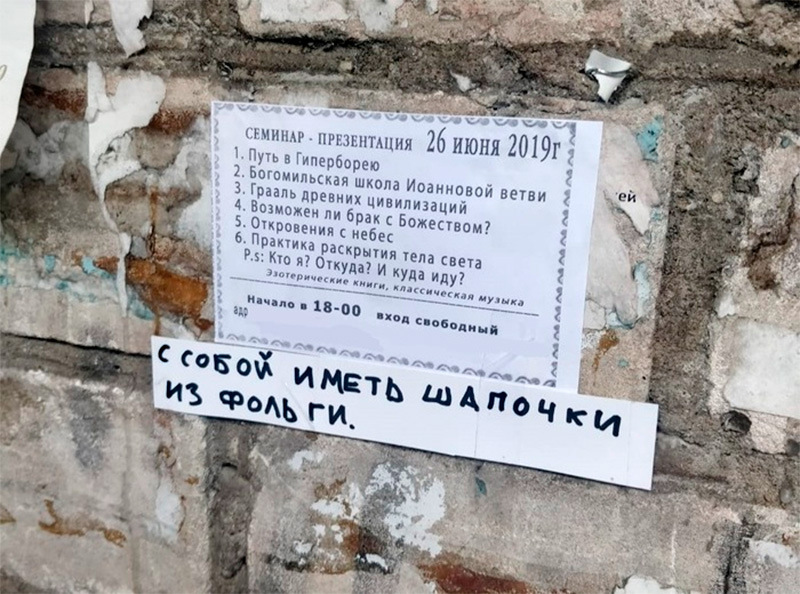 СЕМИНАР - ПРЕЗЕНТАЦИЯ 26 ИЮНЯ 2019г
1. Путь в Гиперборею
2. Богомильская школа Иоанновой ветви
3. Грааль древних цивилизаций
4. Возможен ли брак с Божеством?
5. Откровения с небес
6. Практика раскрытия тела света
P.s: Кто я? Откуда? И куда иду?
Эзотерические книги, классическая музыка
Начало в 18-00 вход свободный
адр
ей
С СОБОЙ ИМЕТЬ ШАПОЧКИ
ИЗ ФОЛЬГИ.